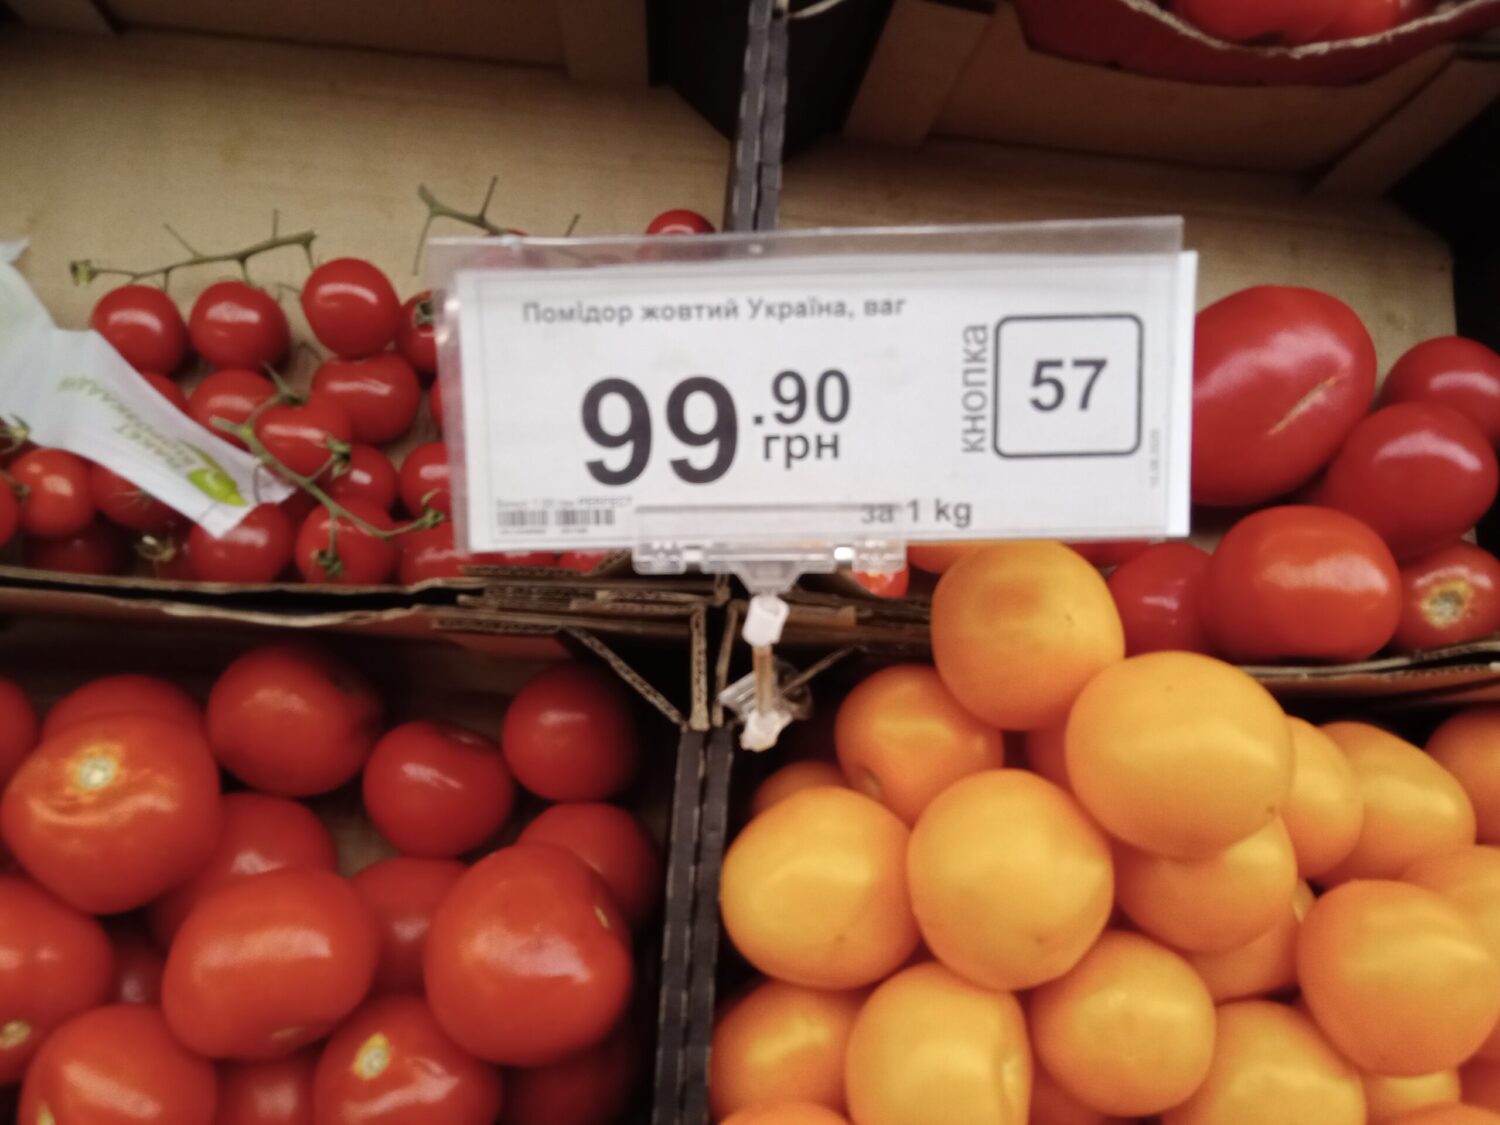 Помідор жовтий Україна, ваг
99.90
грн
кнопка
57
за 1 kg